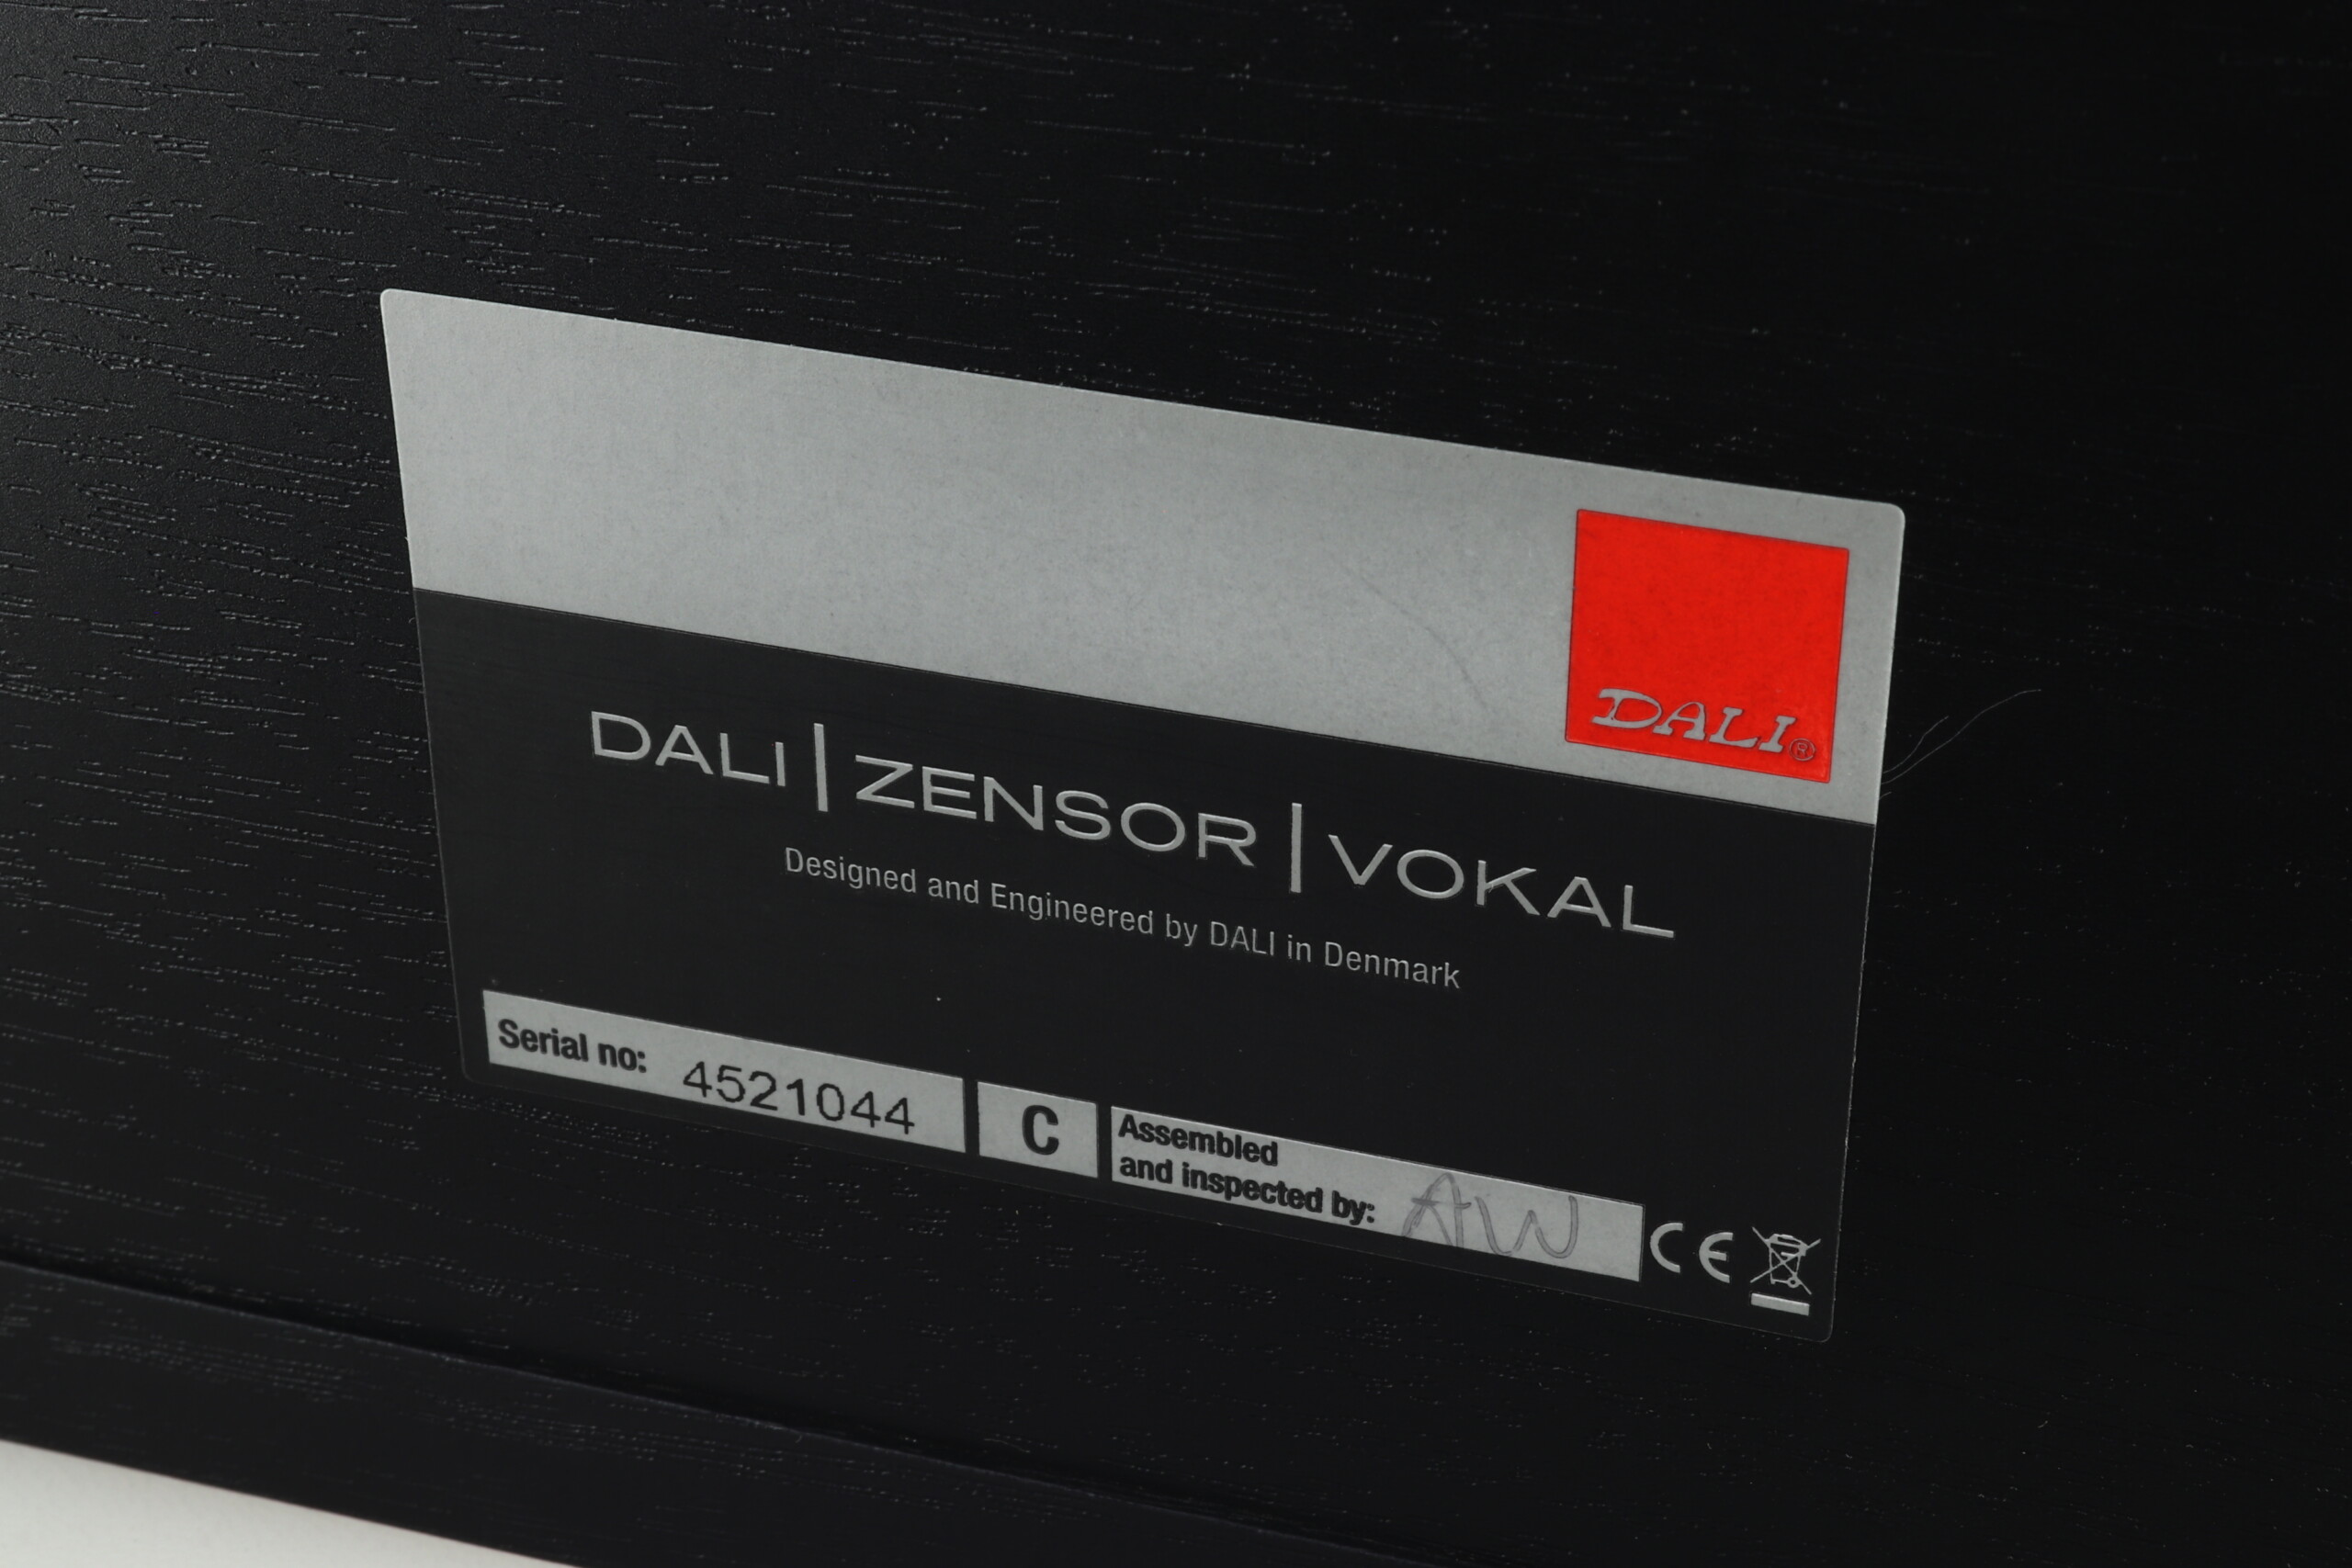 DALI®
DALI | ZENSOR | VOKAL
Designed and Engineered by DALI in Denmark
Serial no: 4521044
C
Assembled
and inspected by: AW
CE